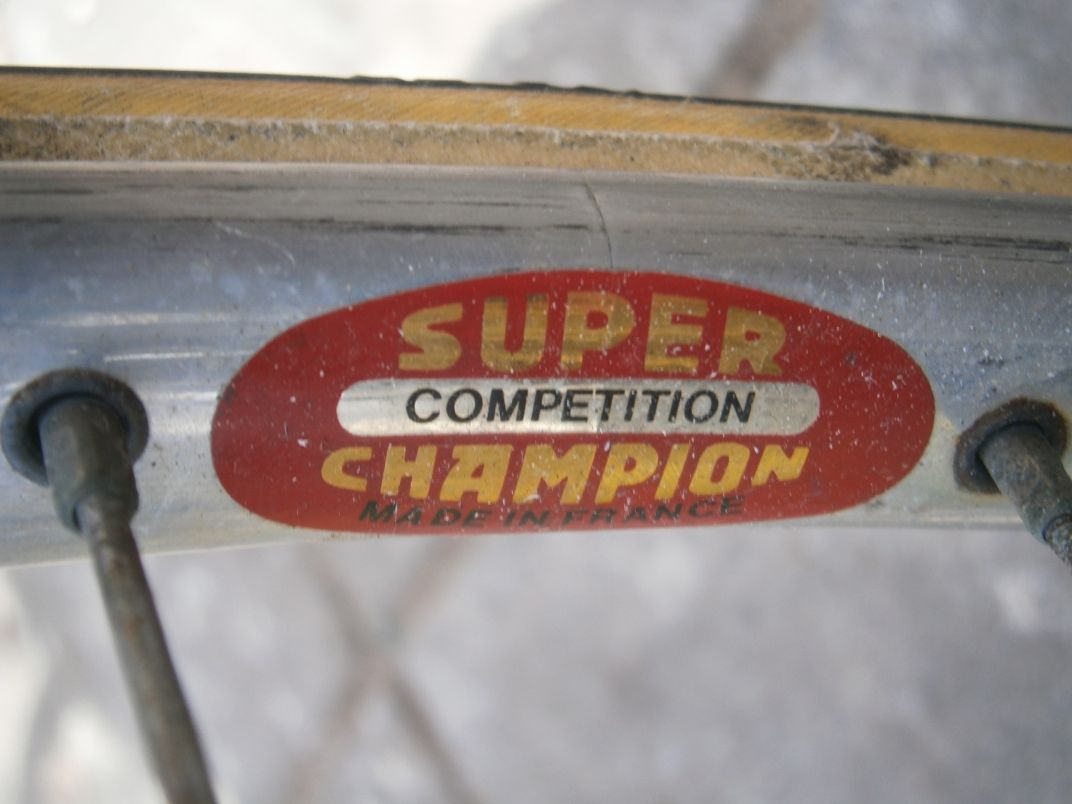 SUPER
COMPETITION
CHAMPION
MADE IN FRANCE